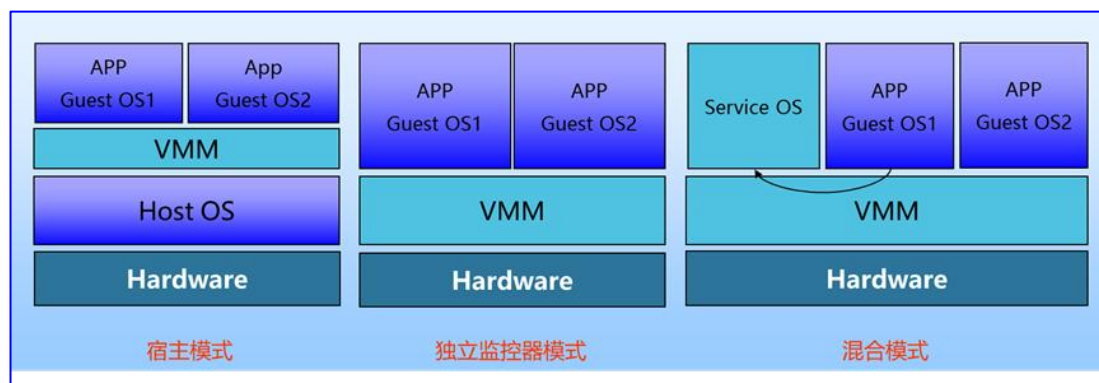 APP
Guest OS1
App
Guest OS2
VMM
Host OS
Hardware
宿主模式
APP
Guest OS1
APP
Guest OS2
VMM
Hardware
独立监控器模式
Service OS
APP
Guest OS1
APP
Guest OS2
VMM
Hardware
混合模式